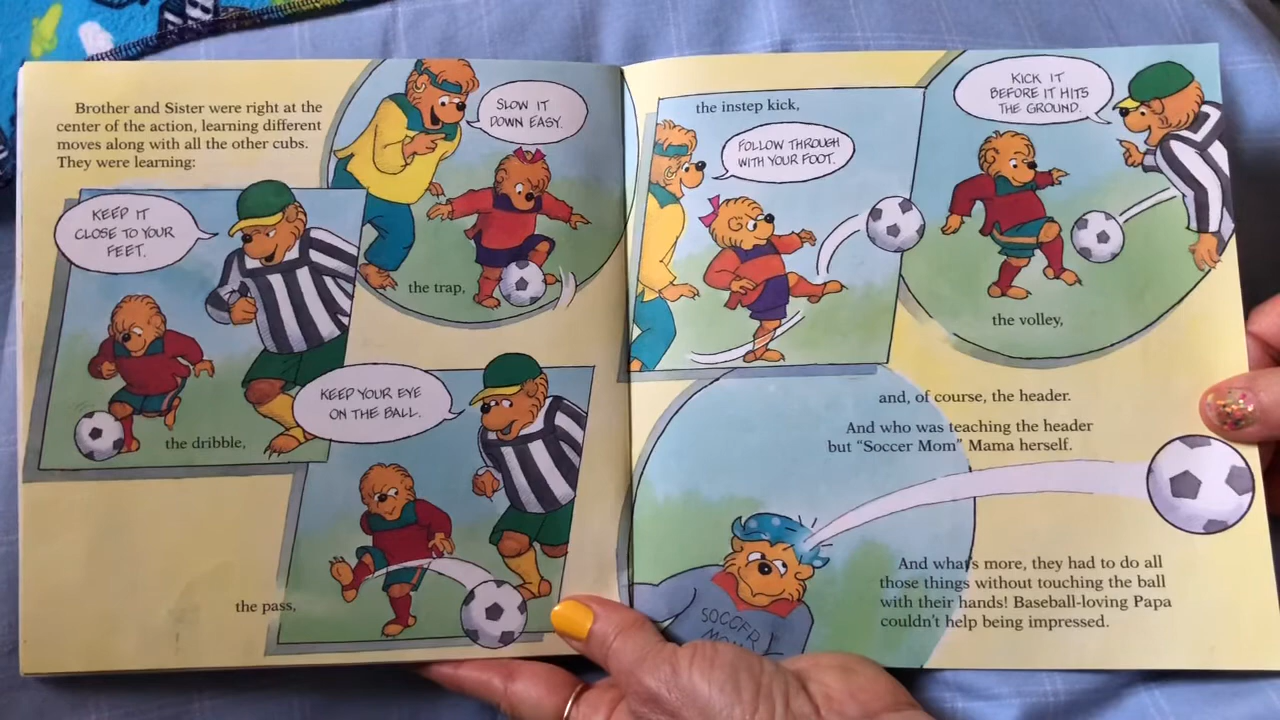 Brother and Sister were right at the
center of the action, learning different
moves along with all the other cubs.
They were learning:
KEEP IT
CLOSE TO YOUR
FEET.
the dribble,
SLOW IT
DOWN EASY.
the trap,
KEEP YOUR EYE
ON THE BALL.
the pass,
the instep kick,
FOLLOW THROUGH
WITH YOUR FOOT.
KICK IT
BEFORE IT HITS
THE GROUND.
the volley,
and, of course, the header.
And who was teaching the header
but “Soccer Mom” Mama herself.
SOCCER
MOM
And what's more, they had to do all
those things without touching the ball
with their hands! Baseball-loving Papa
couldn't help being impressed.